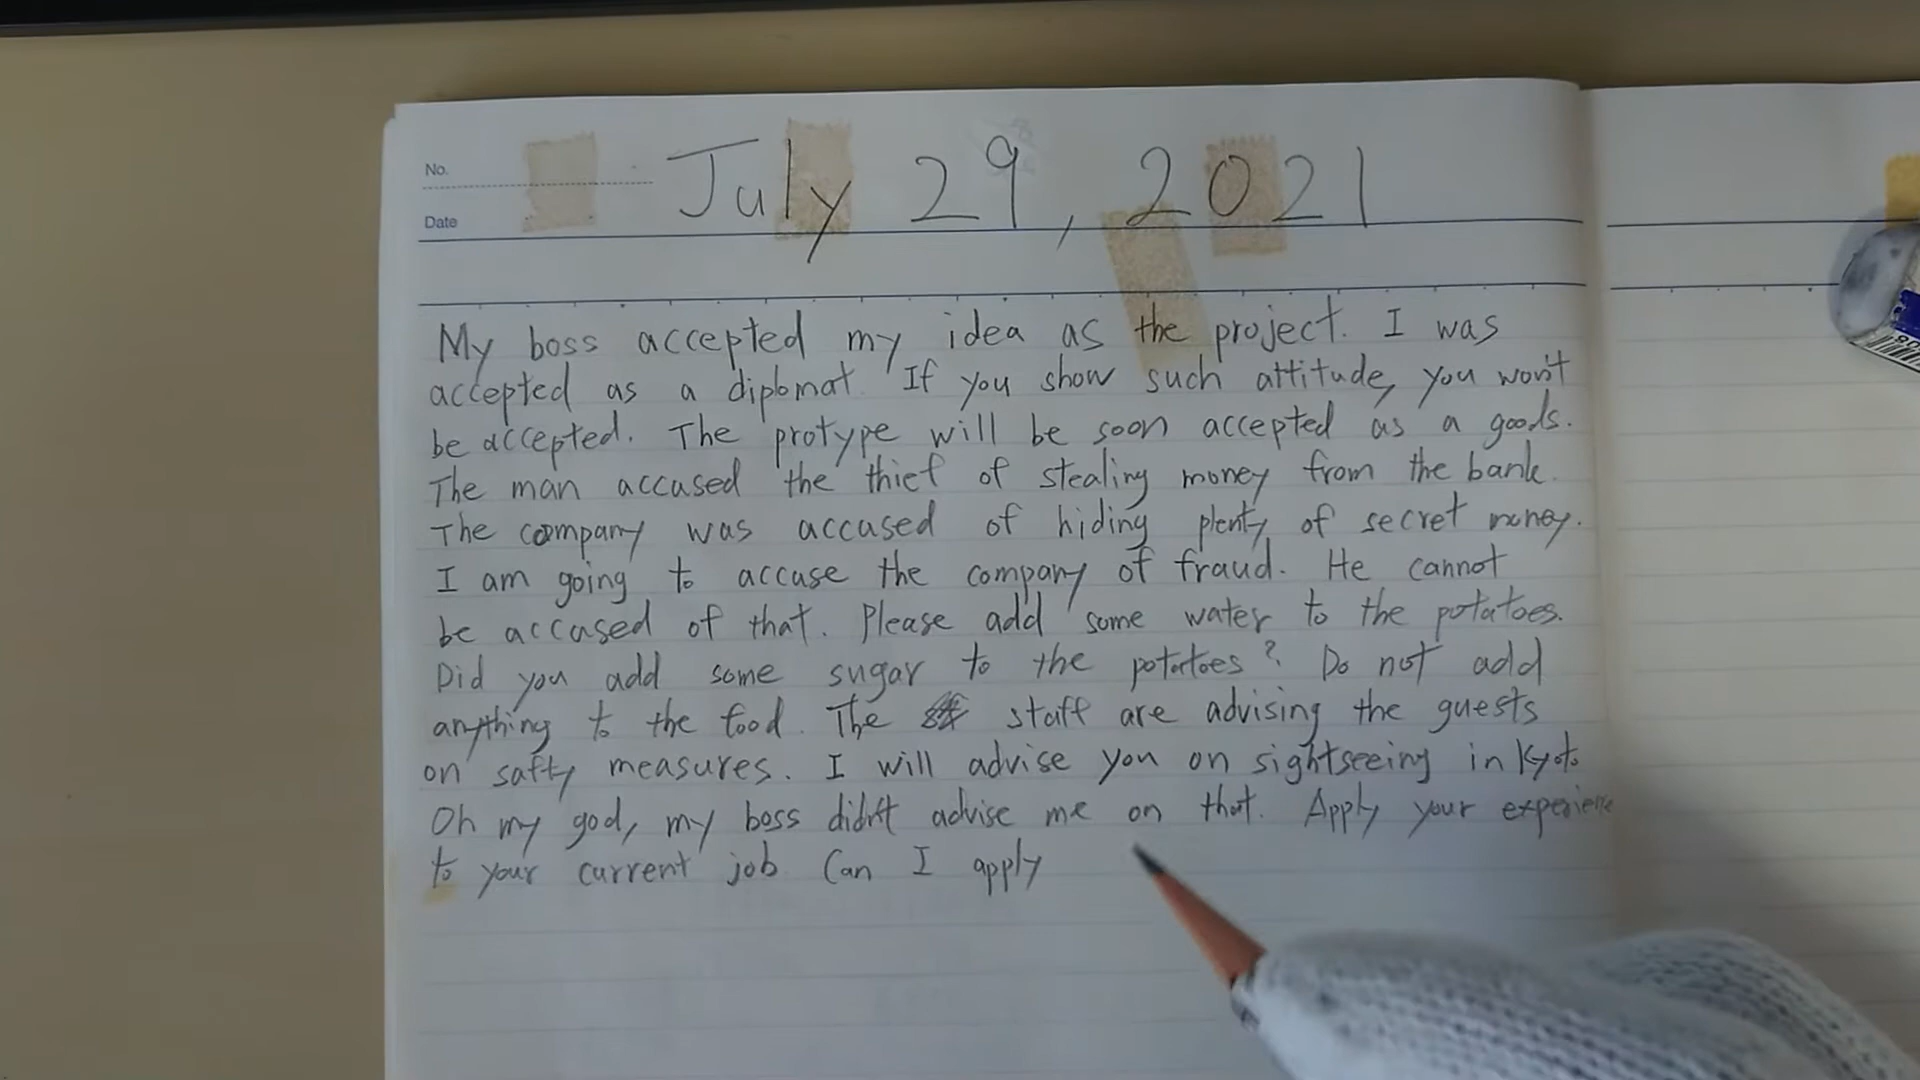 No.
Date
July 29, 2021
My boss accepted my idea as the project. I was
accepted as a diplomat. If you show such attitude, you won't
be accepted. The protype will be soon accepted as a goods.
The man accused the thief of stealing money from the bank.
The company was accused of hiding plenty of secret money.
I am going to accuse the company of fraud. He cannot
be accused of that. Please add some water to the potatoes.
Did you add some sugar to the potatoes? Do not add
anything to the food. The staff are advising the guests
on safty measures. I will advise you on sightseeing in Kyoto
Oh my god, my boss didn't advise me on that. Apply your experience
to your current job Can I apply